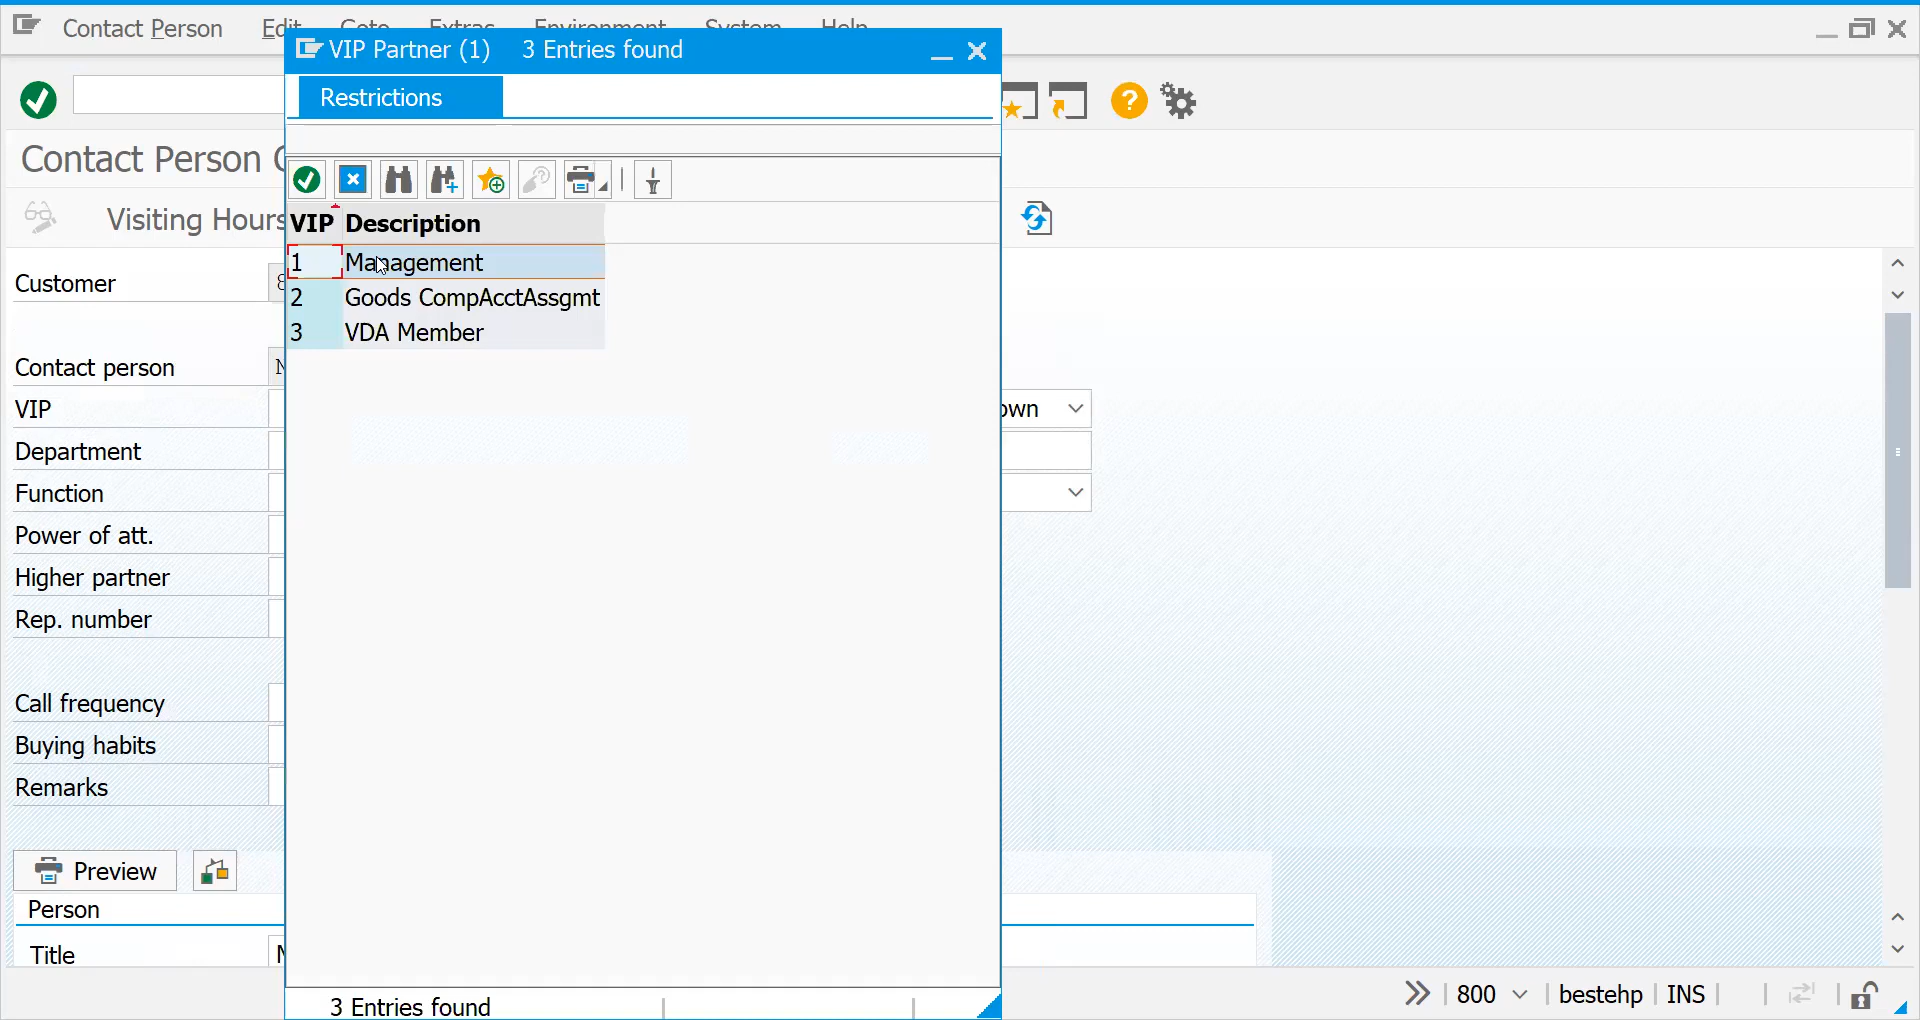 Contact Person
VIP Partner (1) 3 Entries found
Restrictions
?
Contact Person
Visiting Hours
VIP Description
1 Management
2 Goods CompAcctAssgmt
3 VDA Member
Customer
Contact person
VIP
Department
Function
Power of att.
Higher partner
Rep. number
Call frequency
Buying habits
Remarks
Preview
Person
Title
3 Entries found
800 bestehp INS